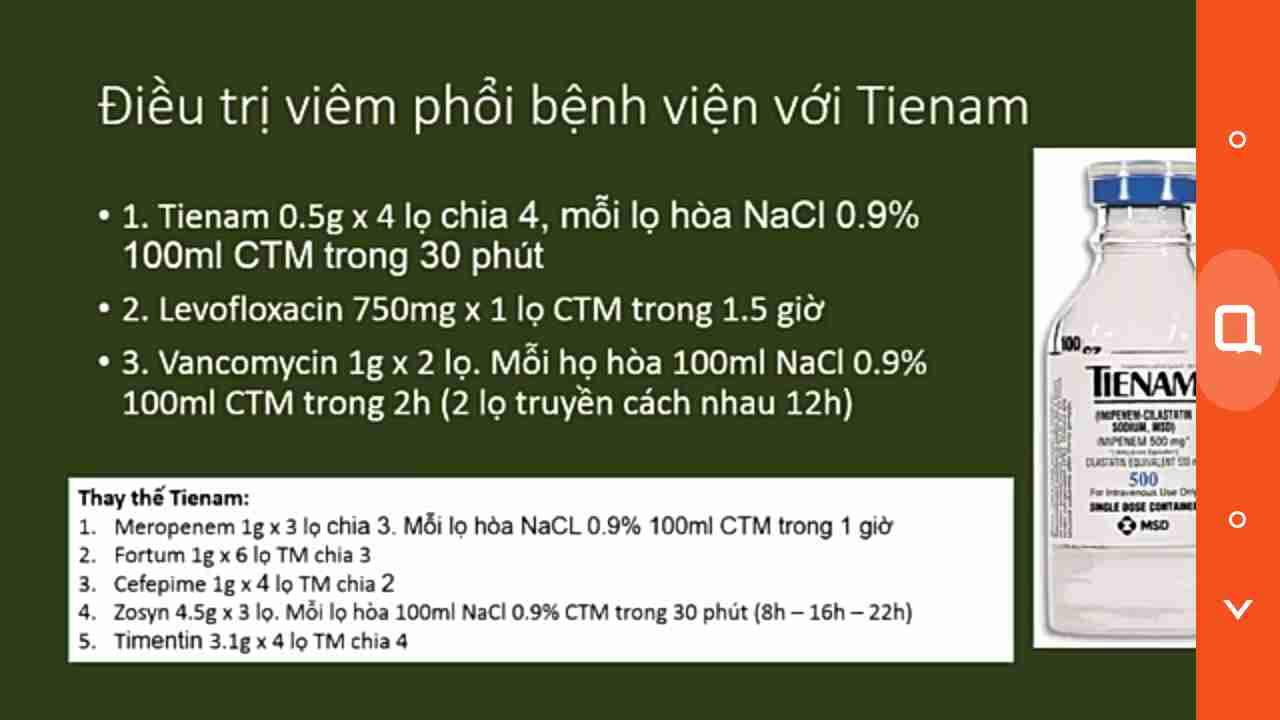 Điều trị viêm phổi bệnh viện với Tienam
• 1. Tienam 0.5g x 4 lọ chia 4, mỗi lọ hòa NaCl 0.9%
100ml CTM trong 30 phút
• 2. Levofloxacin 750mg x 1 lọ CTM trong 1.5 giờ
• 3. Vancomycin 1g x 2 lọ. Mỗi họ hòa 100ml NaCl 0.9%
100ml CTM trong 2h (2 lọ truyền cách nhau 12h)
Thay thế Tienam:
1. Meropenem 1g x 3 lọ chia 3. Mỗi lọ hòa NaCL 0.9% 100ml CTM trong 1 giờ
2. Fortum 1g x 6 lọ TM chia 3
3. Cefepime 1g x 4 lọ TM chia 2
4. Zosyn 4.5g x 3 lọ. Mỗi lọ hòa 100ml NaCl 0.9% CTM trong 30 phút (8h – 16h – 22h)
5. Timentin 3.1g x 4 lọ TM chia 4
100
TIENAM
(IMIPENEM-CILASTATIN
SODIUM, MSD)
IMIPENEM 500 mg*
CILASTATIN EQUIVALENT 500
500
For Intravenous Use Only
SINGLE DOSE CONTAINER
MSD